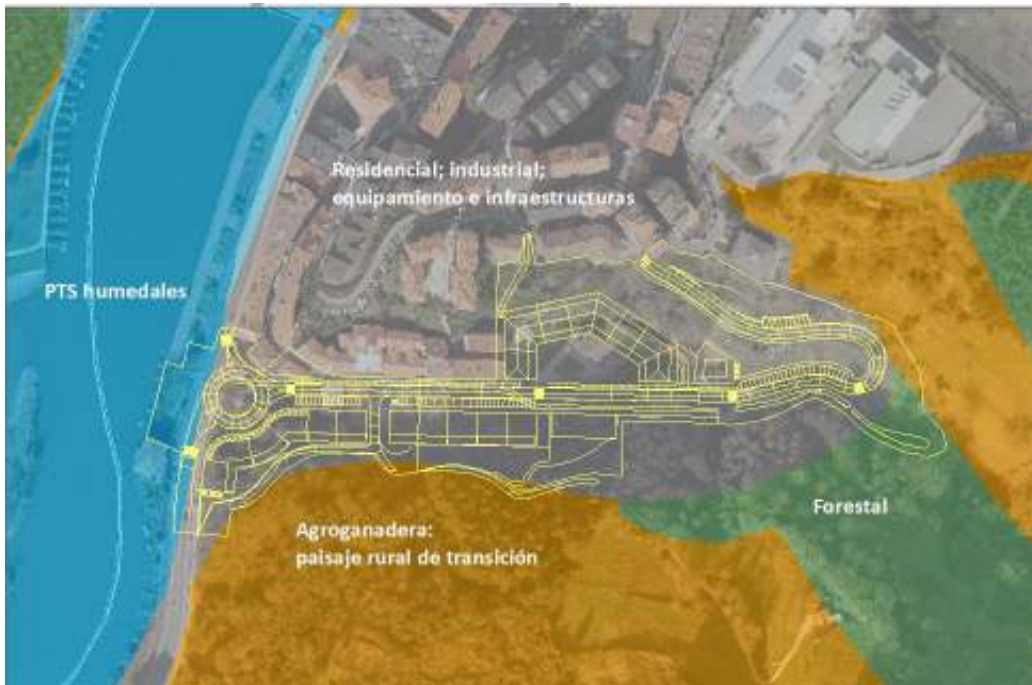 Residencial; industrial;
equipamiento e infraestructuras
PTS humedales
Forestal
Agroganadera:
paisaje rural de transición